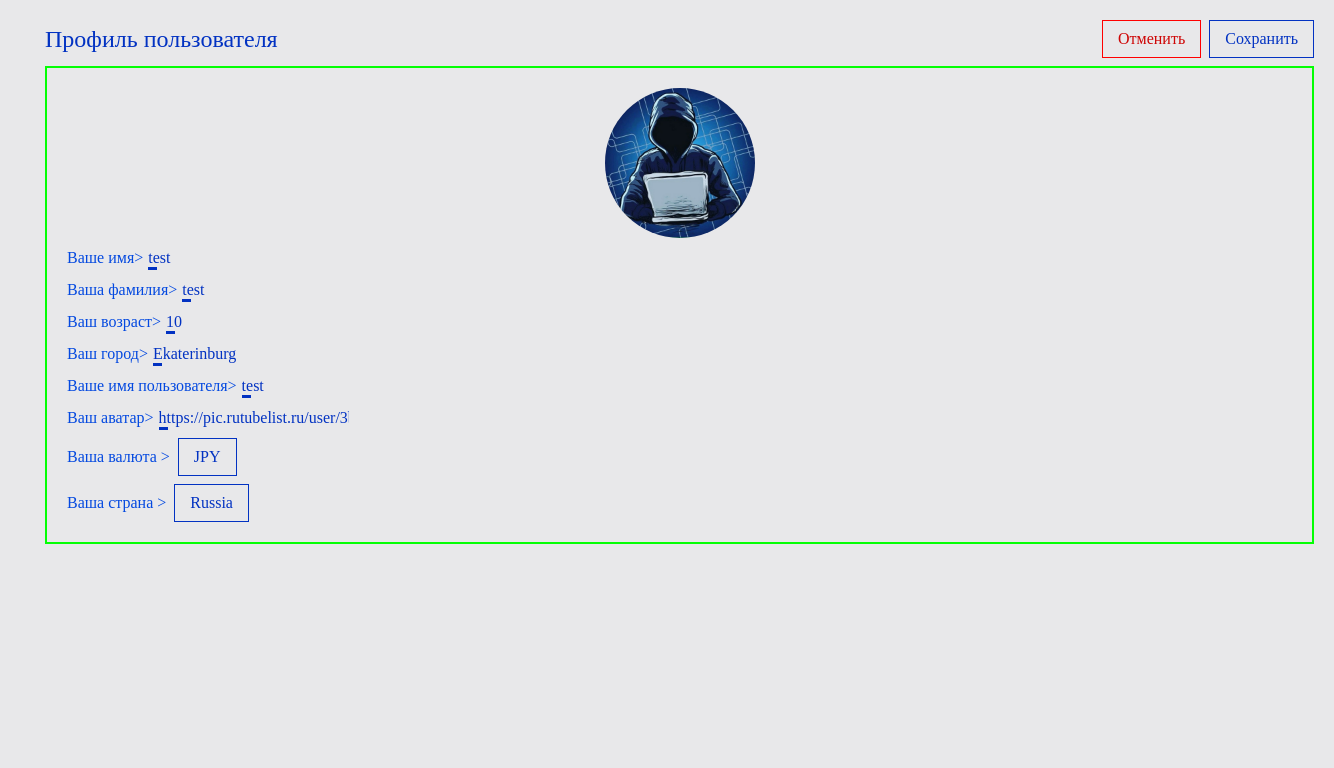 Профиль пользователя
Отменить
Сохранить
Ваше имя> test
Ваша фамилия> test
Ваш возраст> 10
Ваш город> Ekaterinburg
Ваше имя пользователя> test
Ваш аватар> https://pic.rutubelist.ru/user/3
Ваша валюта > JPY
Ваша страна > Russia